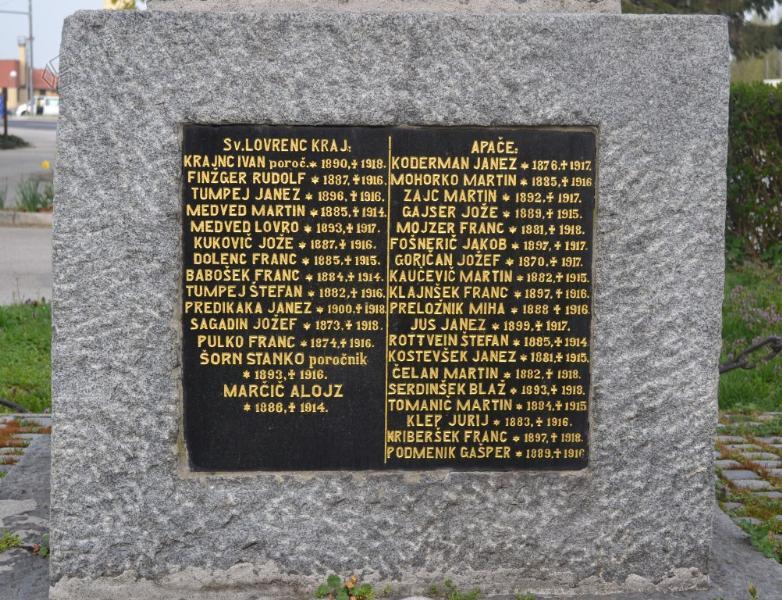 Sv.LOVRENC KRAJ:
KRAJNC IVAN poroč.* 1890,✝1918.
FINŽGER RUDOLF * 1887,✝1916.
TUMPEJ JANEZ * 1896,✝1916.
MEDVED MARTIN * 1885,✝1914.
MEDVED LOVRO * 1893,✝1917.
KUKOVIČ JOŽE * 1887,✝1916.
DOLENC FRANC * 1885,✝1915.
BABOŠEK FRANC * 1884,✝1914.
TUMPEJ ŠTEFAN * 1882,✝1916.
PREDIKAKA JANEZ * 1900,✝1918.
SAGADIN JOŽEF * 1873,✝1918.
PULKO FRANC * 1874,✝1916.
ŠORN STANKO poročnik
* 1893,✝1916.
MARČIČ ALOJZ
* 1886,✝1914.
APAČE:
KODERMAN JANEZ * 1876,✝1917.
MOHORKO MARTIN * 1885,✝1916
ZAJC MARTIN * 1892,✝1917.
GAJSER JOŽE * 1889,✝1915.
MOJZER FRANC * 1881,✝1918.
FOŠNERIČ JAKOB * 1897,✝1917.
GORIČAN JOŽEF * 1870,✝1917.
KAUČEVIČ MARTIN * 1882,✝1915.
KLAJNŠEK FRANC * 1897,✝1916.
PRELOŽNIK MIHA * 1888 ✝1916
JUS JANEZ * 1899,✝1917.
ROTTVEIN ŠTEFAN * 1885,✝1914
KOSTEVŠEK JANEZ * 1881,✝1915.
ČELAN MARTIN * 1882,✝1918.
SERDINŠEK BLAŽ * 1893,✝1918.
TOMANIČ MARTIN * 1884,✝1915
KLEP JURIJ * 1883,✝1916.
HRIBERŠEK FRANC * 1897,✝1918.
PODMENIK GAŠPER * 1889,✝1916